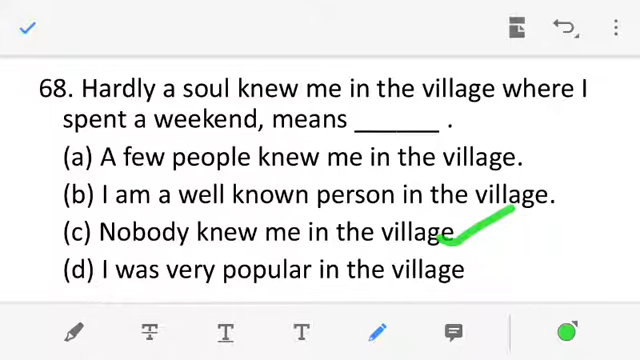 68. Hardly a soul knew me in the village where I
spent a weekend, means ______ .
(a) A few people knew me in the village.
(b) I am a well known person in the village.
(c) Nobody knew me in the village
(d) I was very popular in the village